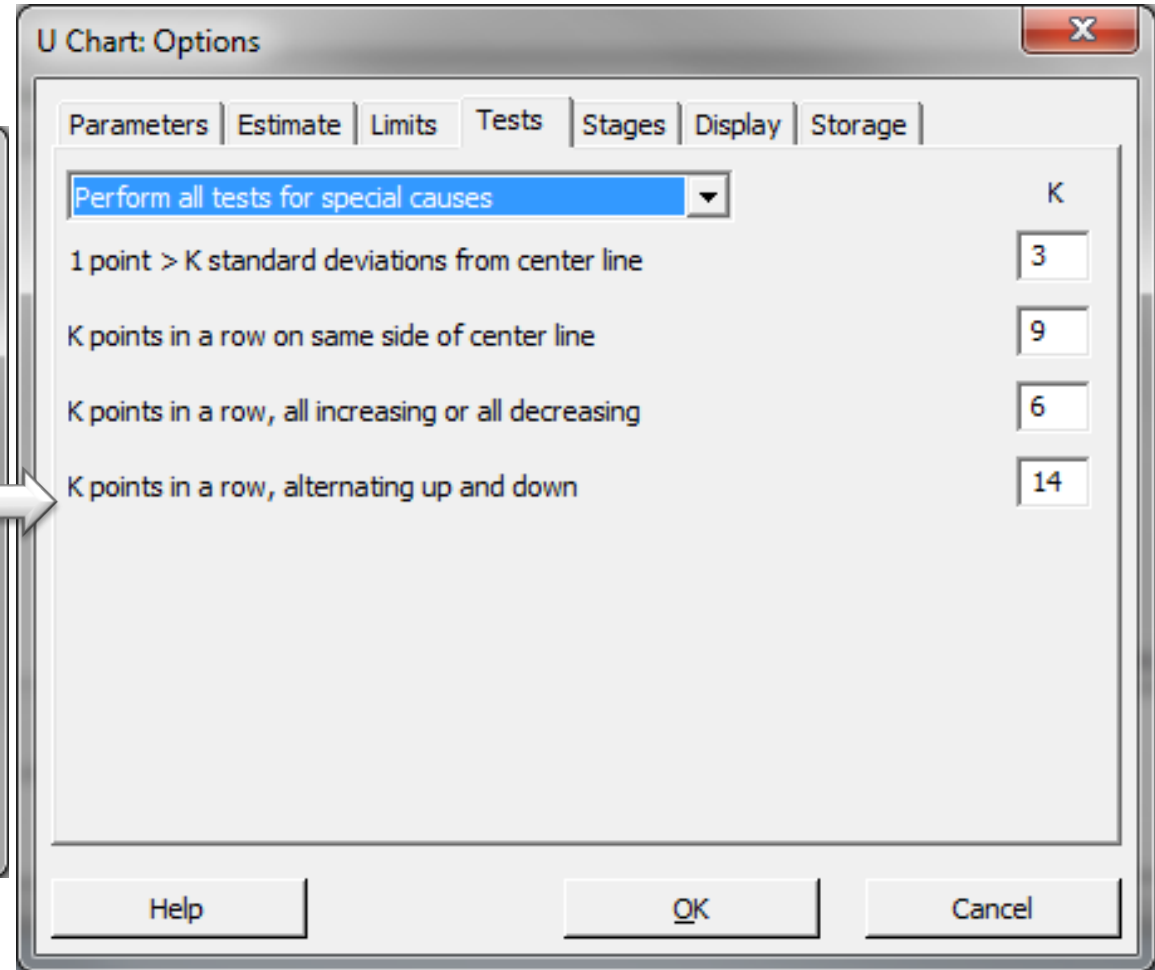 U Chart: Options
Parameters Estimate Limits Tests Stages Display Storage
Perform all tests for special causes K
1 point > K standard deviations from center line 3
K points in a row on same side of center line 9
K points in a row, all increasing or all decreasing 6
K points in a row, alternating up and down 14
Help OK Cancel